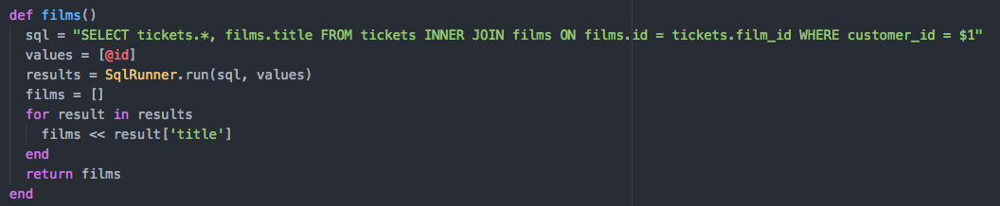 def films()
  sql = "SELECT tickets.*, films.title FROM tickets INNER JOIN films ON films.id = tickets.film_id WHERE customer_id = $1"
  values = [@id]
  results = SqlRunner.run(sql, values)
  films = []
  for result in results
    films << result['title']
  end
  return films
end